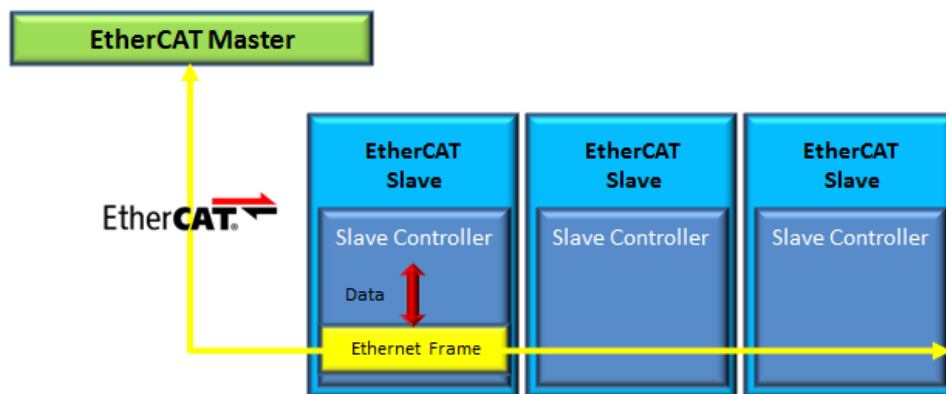 EtherCAT Master
EtherCAT
Slave
EtherCAT
Slave
EtherCAT
Slave
EtherCAT®
Slave Controller
Slave Controller
Slave Controller
Data
Ethernet Frame